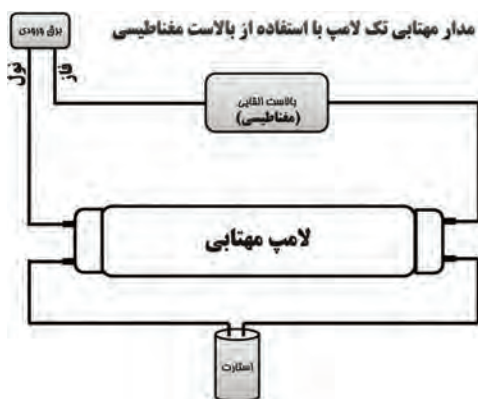 مدار مهتابی تک لامپ با استفاده از بالاست مغناطیسی
برق ورودی
فاز
نول
بالاست القایی
(مغناطیسی)
لامپ مهتابی
استارت